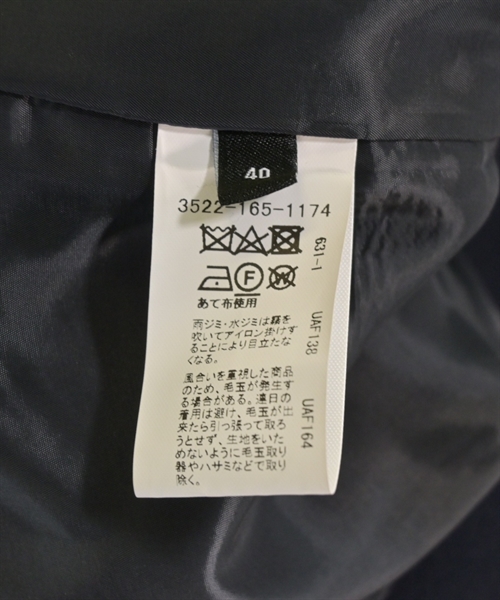 40
3522-165-1174
F
W
あて布使用
雨ジミ・水ジミは霧を
吹いてアイロン掛けす
ることにより目立たな
くなる。
風合いを重視した商品
のため、毛玉が発生す
る場合がある。連日の
着用は避け、毛玉が出
来たら引っ張って取ろ
うとせず、生地をいた
めないように毛玉取り
器やハサミなどで取り
除く。
631-1
UAF138
UAF164